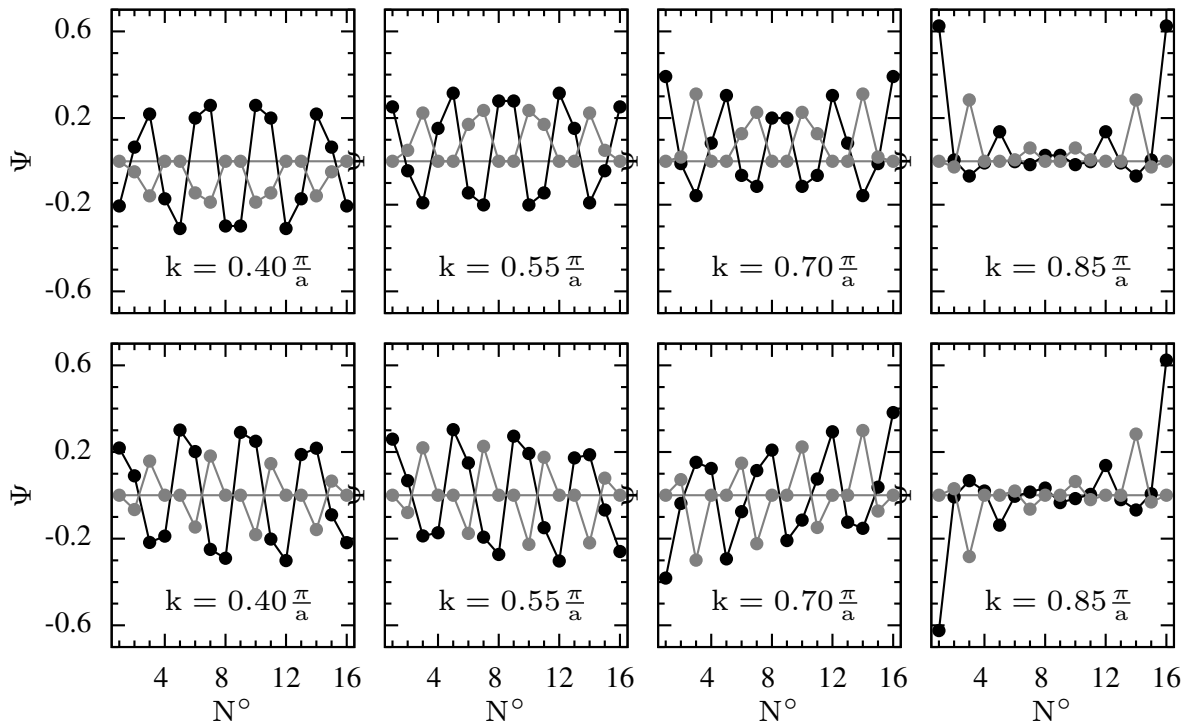 0.6
0.2
-0.2
-0.6
Ψ
k = 0.40 π/a
Ψ
k = 0.55 π/a
k = 0.70 π/a
Ψ
k = 0.85 π/a
0.6
0.2
-0.2
-0.6
Ψ
k = 0.40 π/a
4 8 12 16
N°
Ψ
k = 0.55 π/a
4 8 12 16
N°
k = 0.70 π/a
4 8 12 16
N°
Ψ
k = 0.85 π/a
4 8 12 16
N°